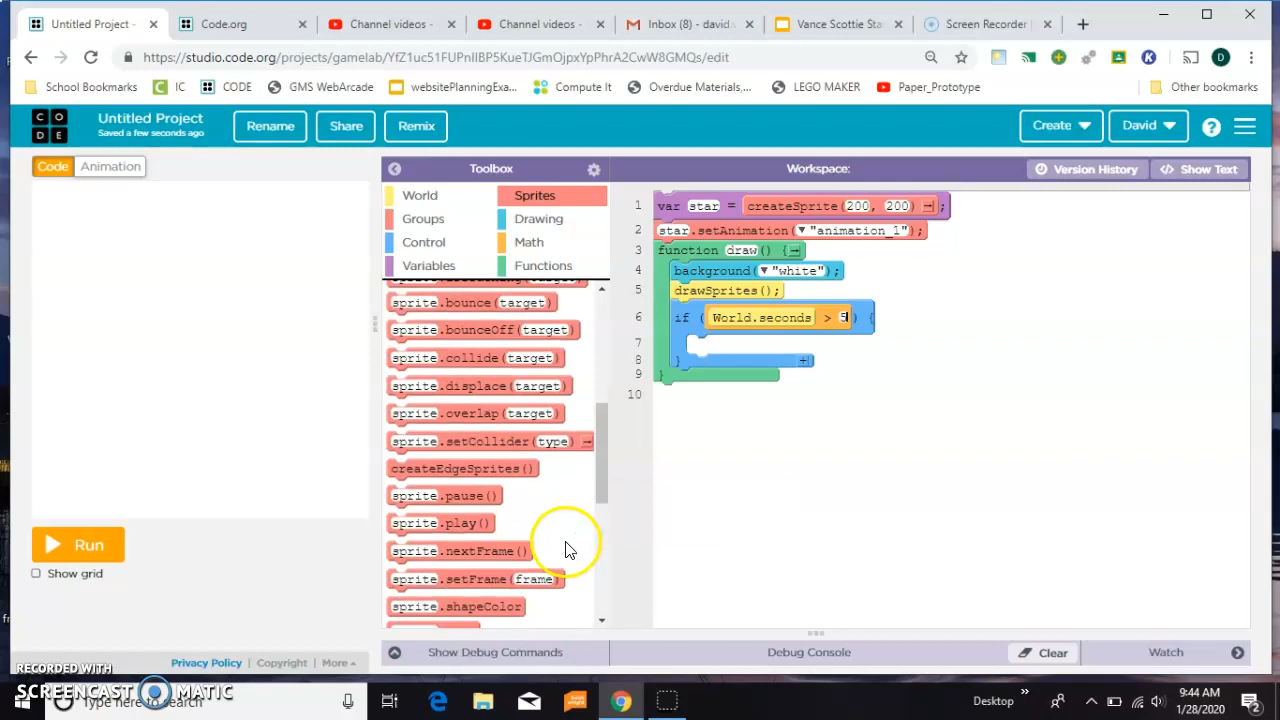 Untitled Project -
Code.org
Channel videos -
Channel videos -
Inbox (8) - david
Vance Scottie Sta
Screen Recorder
https://studio.code.org/projects/gamelab/YfZ1uc51FUPnIIBP5KueTJGmOjpxYpPhrA2CwW8GMQs/edit
School Bookmarks
IC
CODE
GMS WebArcade
websitePlanningExa...
Compute It
Overdue Materials,...
LEGO MAKER
Paper_Prototype
Other bookmarks
C O
D E
Untitled Project
Saved a few seconds ago
Rename
Share
Remix
Create
David
?
Code
Animation
Toolbox
Workspace:
Version History
</> Show Text
World
Sprites
Groups
Drawing
Control
Math
Variables
Functions
sprite.bounce(target)
sprite.bounceOff(target)
sprite.collide(target)
sprite.displace(target)
sprite.overlap(target)
sprite.setCollider(type)
createEdgeSprites()
sprite.pause()
sprite.play()
sprite.nextFrame()
sprite.setFrame(frame)
sprite.shapeColor
1 var star = createSprite(200, 200);
2 star.setAnimation("animation_1");
3 function draw() {
4 background("white");
5 drawSprites();
6 if (World.seconds > 5) {
7
8 }
9 }
10
Run
Show grid
Privacy Policy | Copyright | More
Show Debug Commands
Debug Console
Clear
Watch
RECORDED WITH
SCREENCAST MATIC
Type here to search
Desktop
9:44 AM
1/28/2020
2